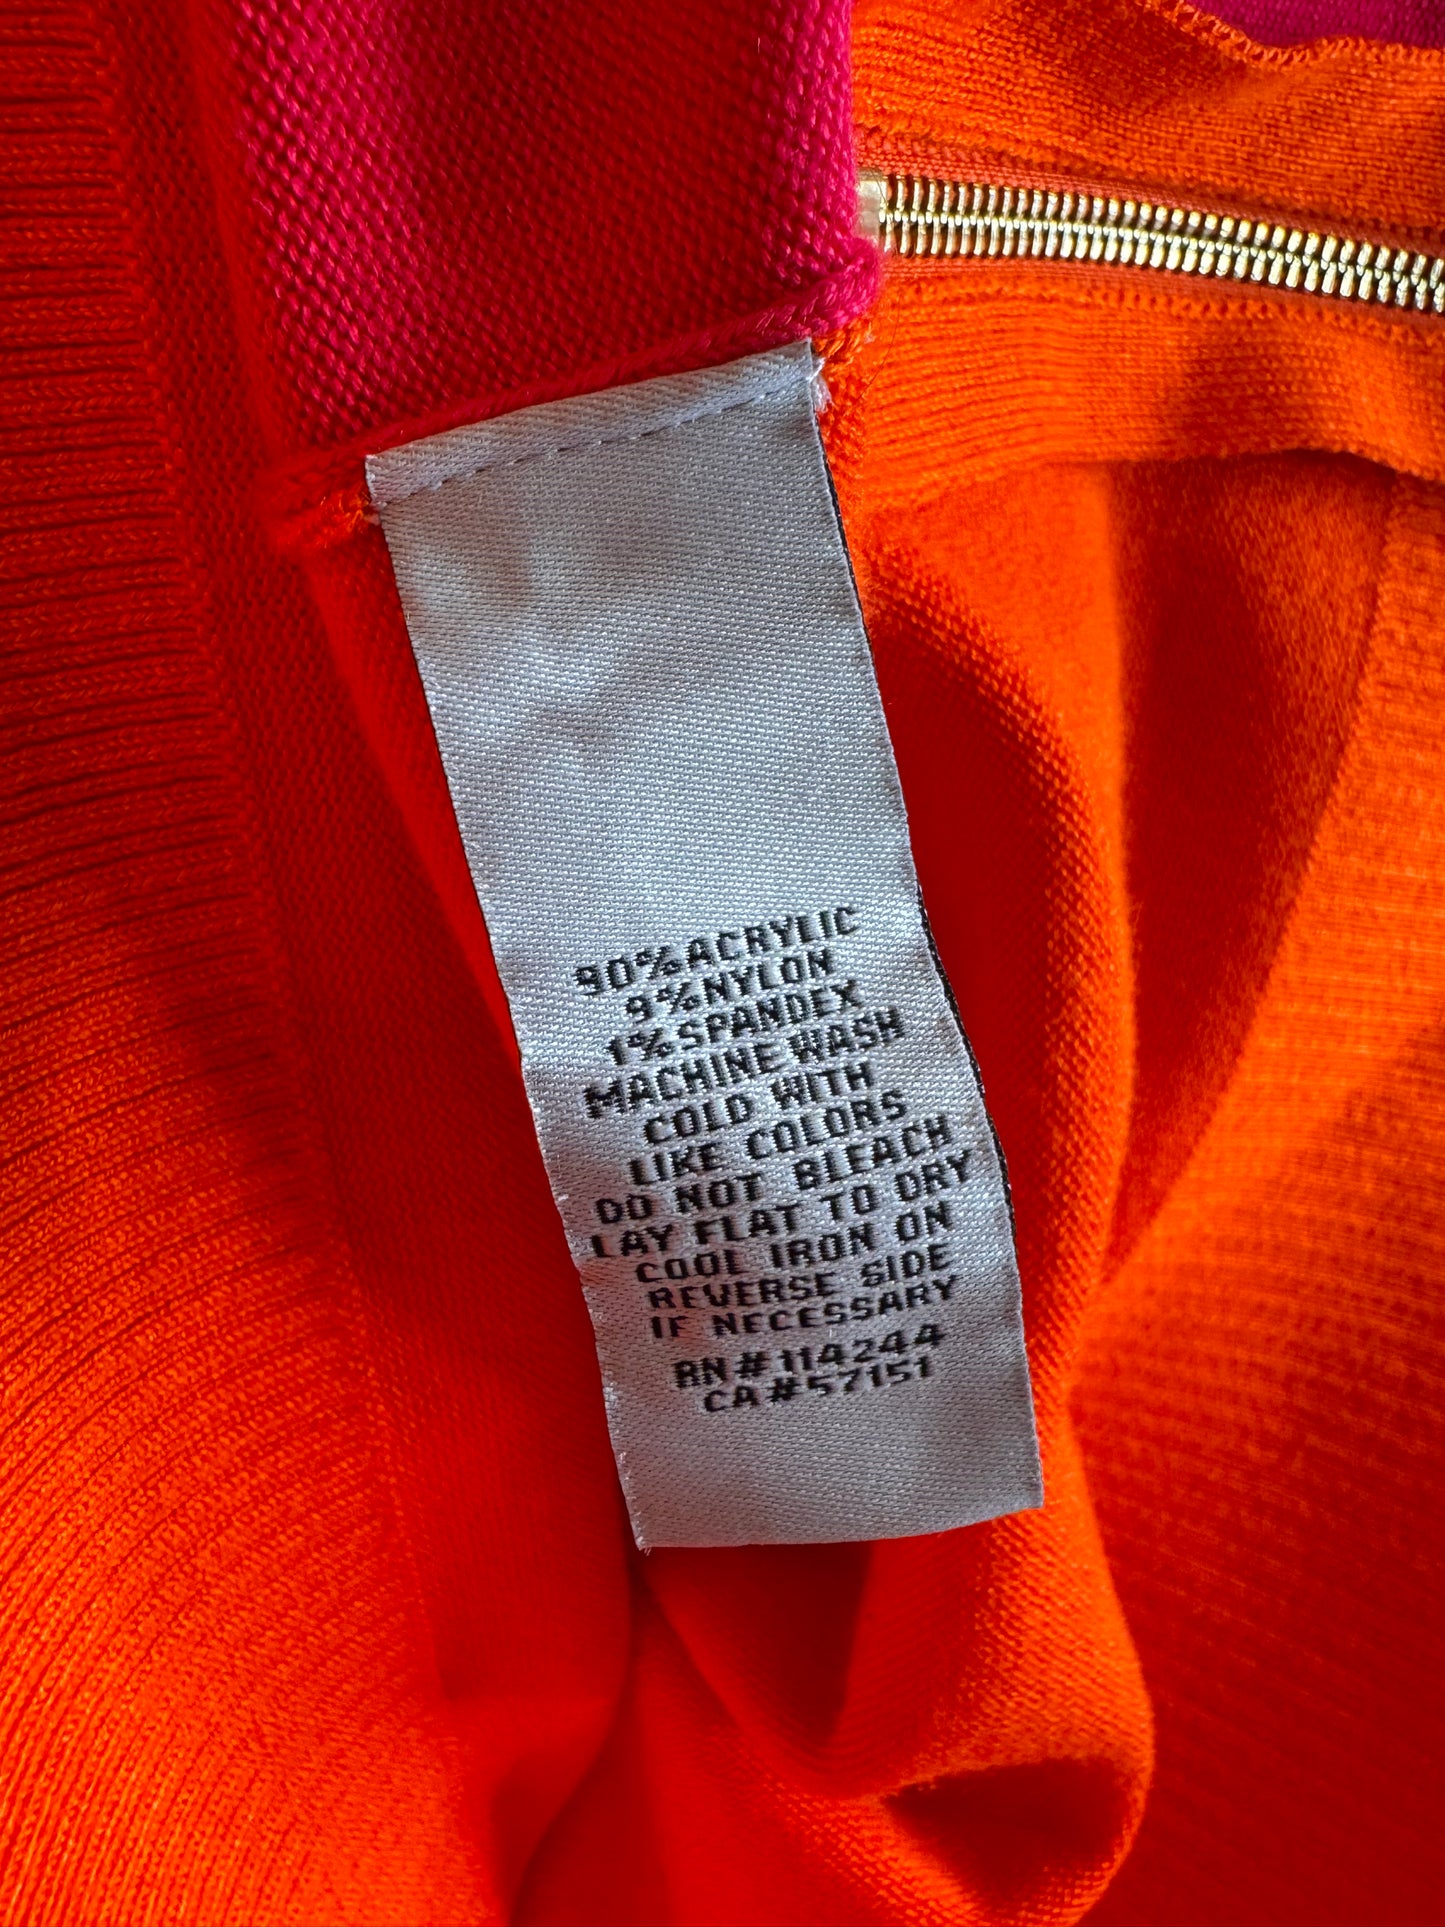 90% ACRYLIC
9% NYLON
1% SPANDEX
MACHINE WASH
COLD WITH
LIKE COLORS
DO NOT BLEACH
LAY FLAT TO DRY
COOL IRON ON
REVERSE SIDE
IF NECESSARY
RN# 114244
CA#57151